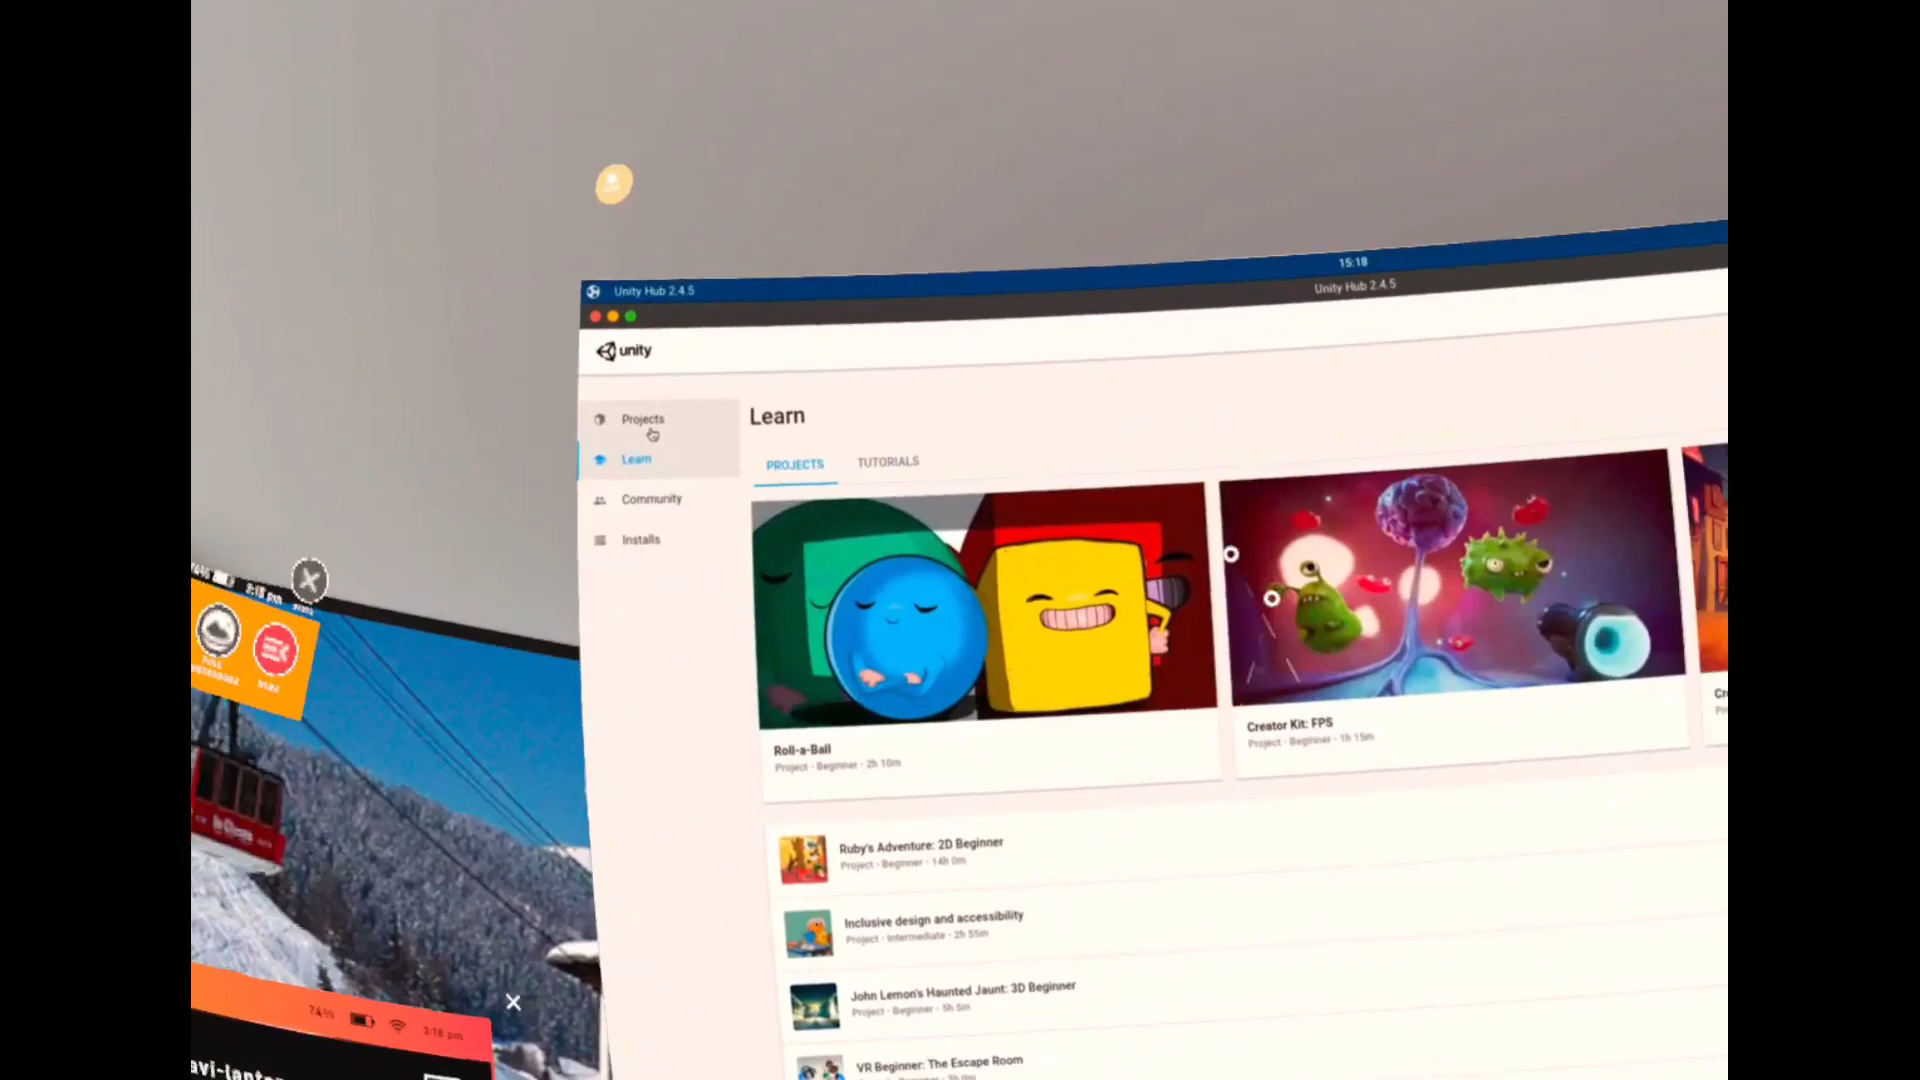 15:18
Unity Hub 2.4.5
Unity Hub 2.4.5
unity
Projects
Learn
Community
Installs
Learn
PROJECTS
TUTORIALS
Roll-a-Ball
Project - Beginner - 2h 10m
Creator Kit: FPS
Project - Beginner - 1h 15m
Ruby's Adventure: 2D Beginner
Project - Beginner - 14h 0m
Inclusive design and accessibility
Project - Intermediate - 2h 55m
John Lemon's Haunted Jaunt: 3D Beginner
Project - Beginner - 5h 5m
VR Beginner: The Escape Room
3:18 pm
74%
3:18 pm